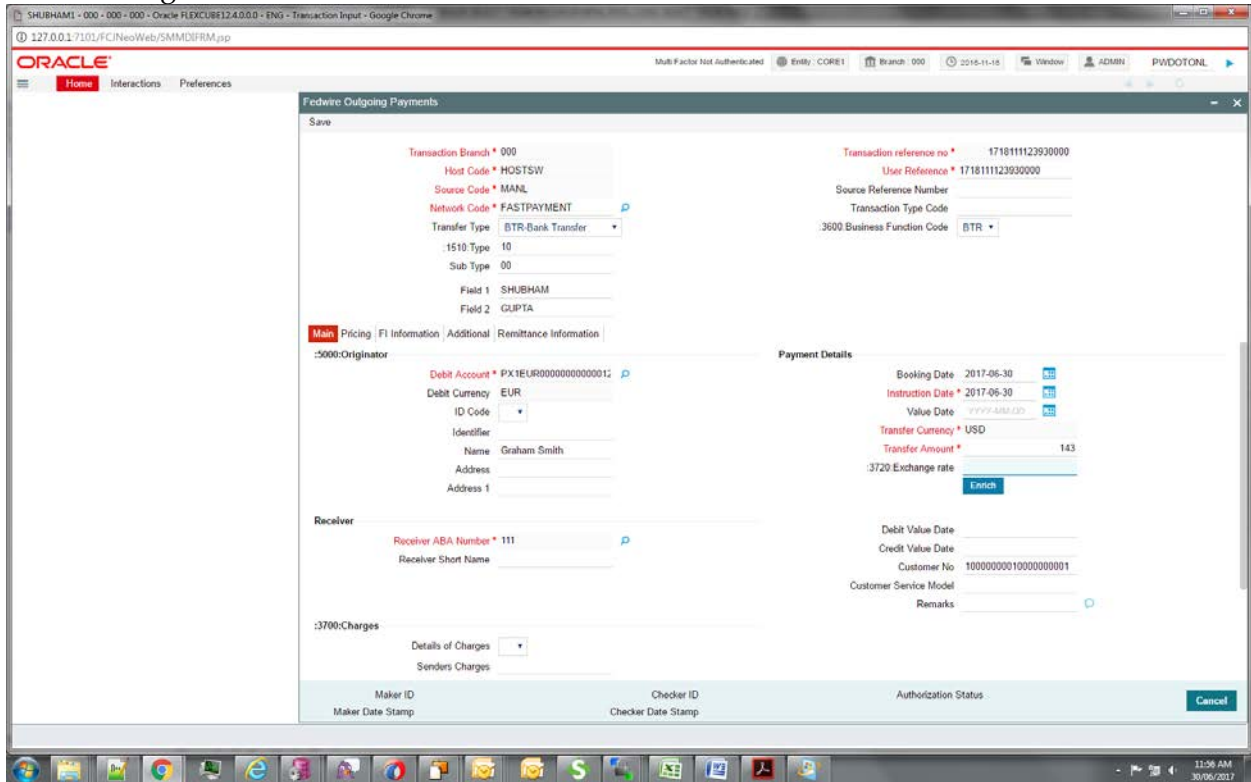 SHUBHAM1 - 000 - 000 - 000 - Oracle FLEXCUBE12.4.0.0.0 - ENG - Transaction Input - Google Chrome
127.0.0.1:7101/FCJNeoWeb/SMMDIFRM.jsp
ORACLE
Multi Factor Not Authenticated Entity : CORE1 Branch : 000 2016-11-16 Window ADMIN PWDOTONL
Home Interactions Preferences
Fedwire Outgoing Payments
Save
Transaction Branch * 000 Transaction reference no * 1718111123930000
Host Code * HOSTSW User Reference * 1718111123930000
Source Code * MANL Source Reference Number
Network Code * FASTPAYMENT Transaction Type Code
Transfer Type BTR-Bank Transfer :3600:Business Function Code BTR
:1510:Type 10
Sub Type 00
Field 1 SHUBHAM
Field 2 GUPTA
Main Pricing FI Information Additional Remittance Information
:5000:Originator Payment Details
Debit Account * PX1EUR0000000000012 Booking Date 2017-06-30
Debit Currency EUR Instruction Date * 2017-06-30
ID Code Value Date YYYY-MM-DD
Identifier Transfer Currency * USD
Name Graham Smith Transfer Amount * 143
Address :3720:Exchange rate
Address 1 Enrich
Receiver Debit Value Date
Receiver ABA Number * 111 Credit Value Date
Receiver Short Name Customer No
Customer Service Model
Remarks
:3700:Charges
Details of Charges
Senders Charges
Maker ID Checker ID Authorization Status
Maker Date Stamp Checker Date Stamp Cancel
11:56 AM
30/06/2017